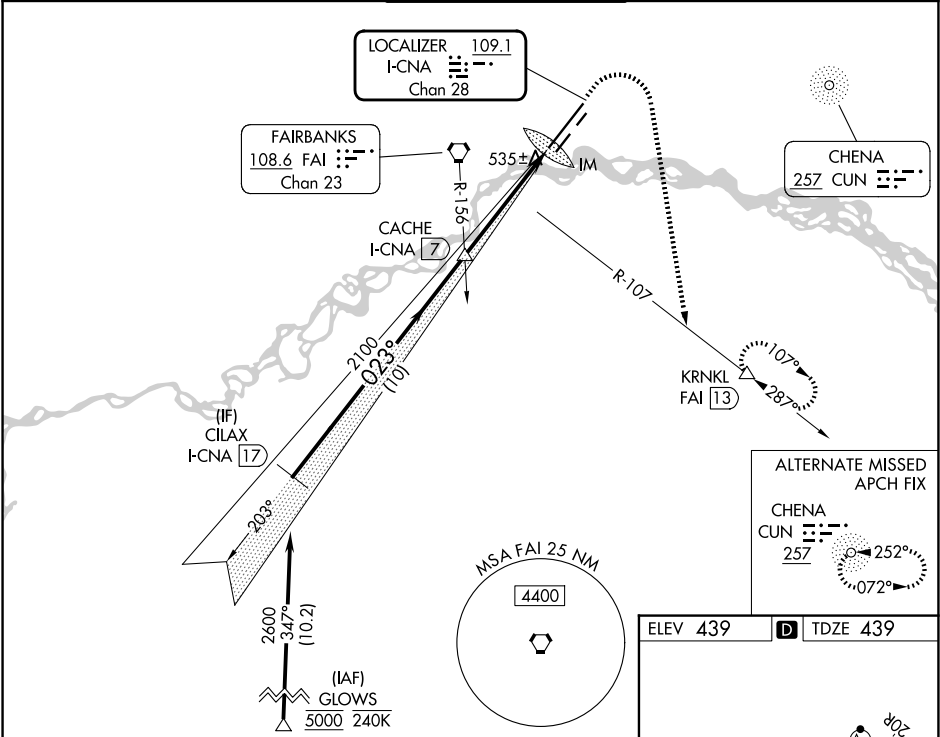 LOCALIZER 109.1
I-CNA
Chan 28
FAIRBANKS
108.6 FAI
Chan 23
CHENA
257 CUN
535±
IM
R-156
CACHE
I-CNA 7
R-107
2100
023°
(10)
KRNKL
FAI 13
107°
287°
(IF)
CILAX
I-CNA 17
203°
ALTERNATE MISSED
APCH FIX
CHENA
CUN
257
252°
072°
MSA FAI 25 NM
4400
2600
347°
(10.2)
(IAF)
GLOWS
5000 240K
ELEV 439
D
TDZE 439
20R